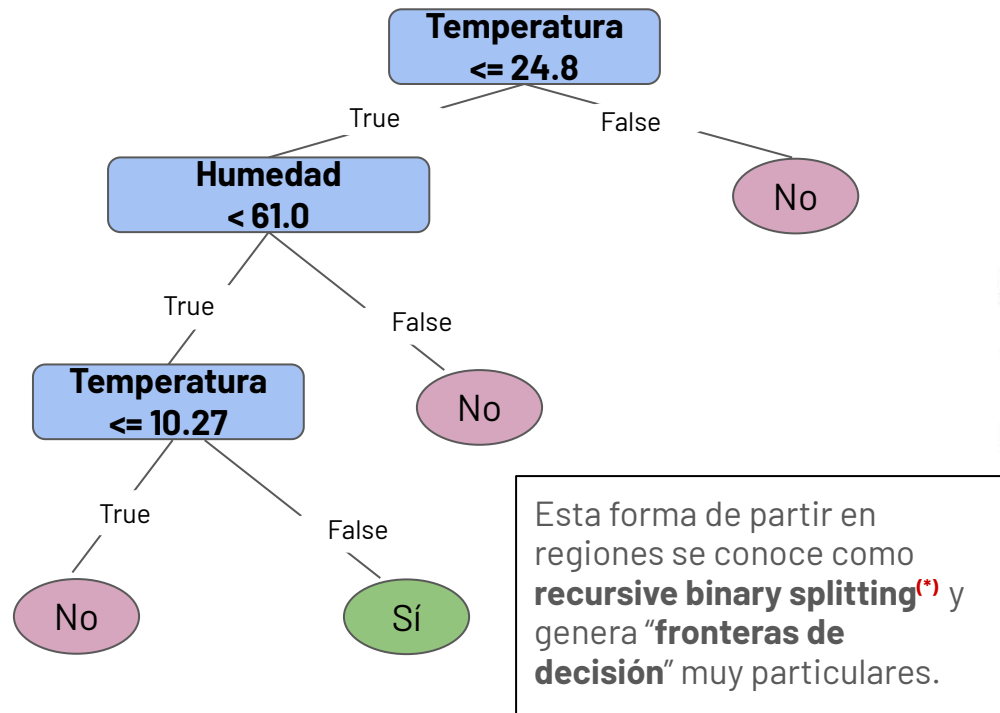 Temperatura
<= 24.8
True
False
Humedad
< 61.0
No
True
False
Temperatura
<= 10.27
No
True
False
No
Sí
Esta forma de partir en
regiones se conoce como
recursive binary splitting(*) y
genera “fronteras de
decisión” muy particulares.